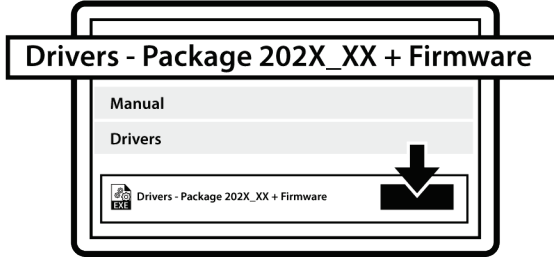 Drivers - Package 202X_XX + Firmware
Manual
Drivers
EXE Drivers - Package 202X_XX + Firmware